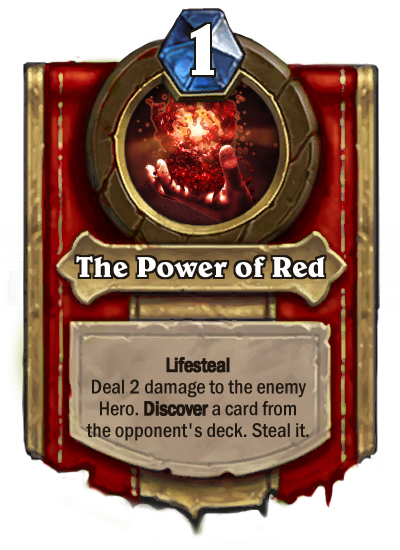 1
The Power of Red
Lifesteal
Deal 2 damage to the enemy
Hero. Discover a card from
the opponent's deck. Steal it.